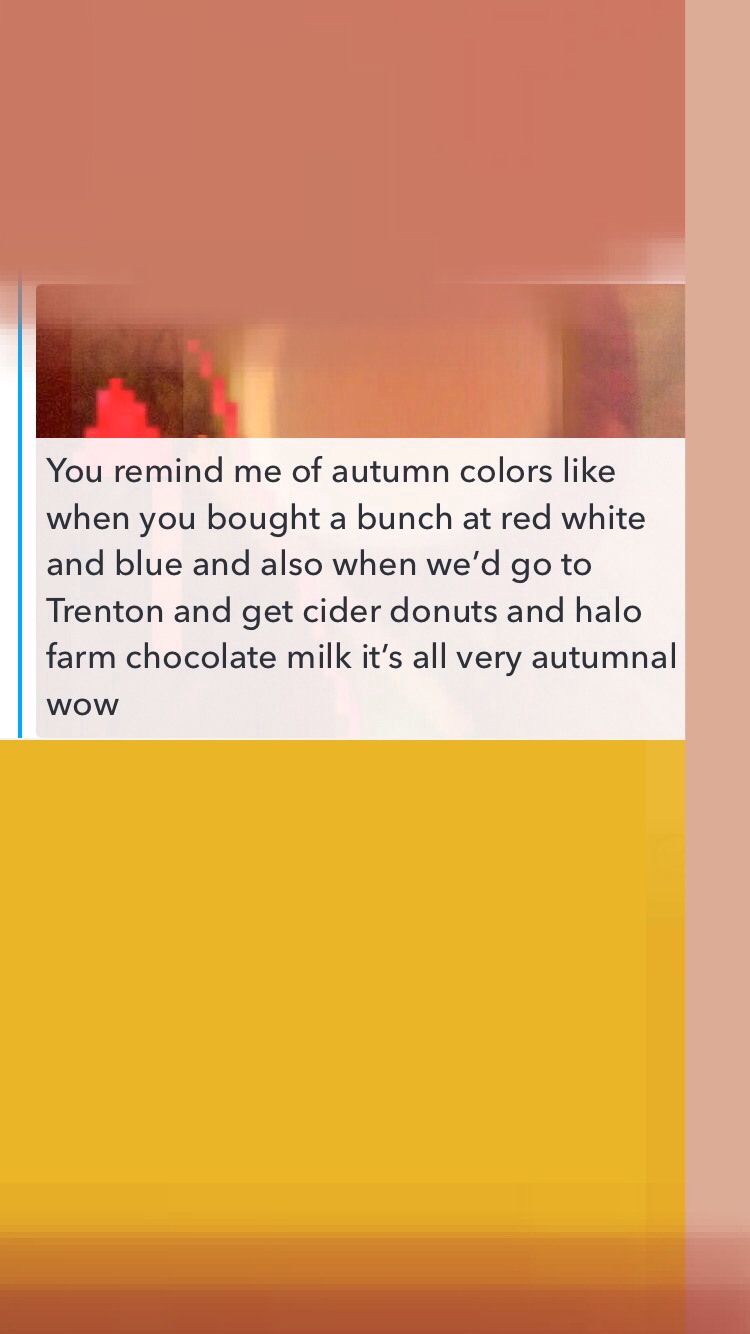 You remind me of autumn colors like
when you bought a bunch at red white
and blue and also when we’d go to
Trenton and get cider donuts and halo
farm chocolate milk it’s all very autumnal
wow